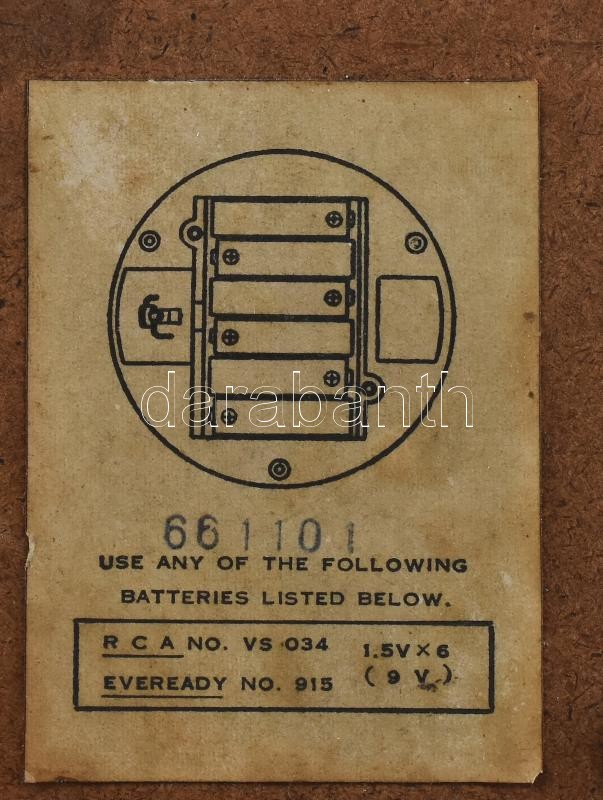 darabanth
661101
USE ANY OF THE FOLLOWING
BATTERIES LISTED BELOW.
R C A NO. VS 034 1.5V × 6
EVEREADY NO. 915 ( 9 V )